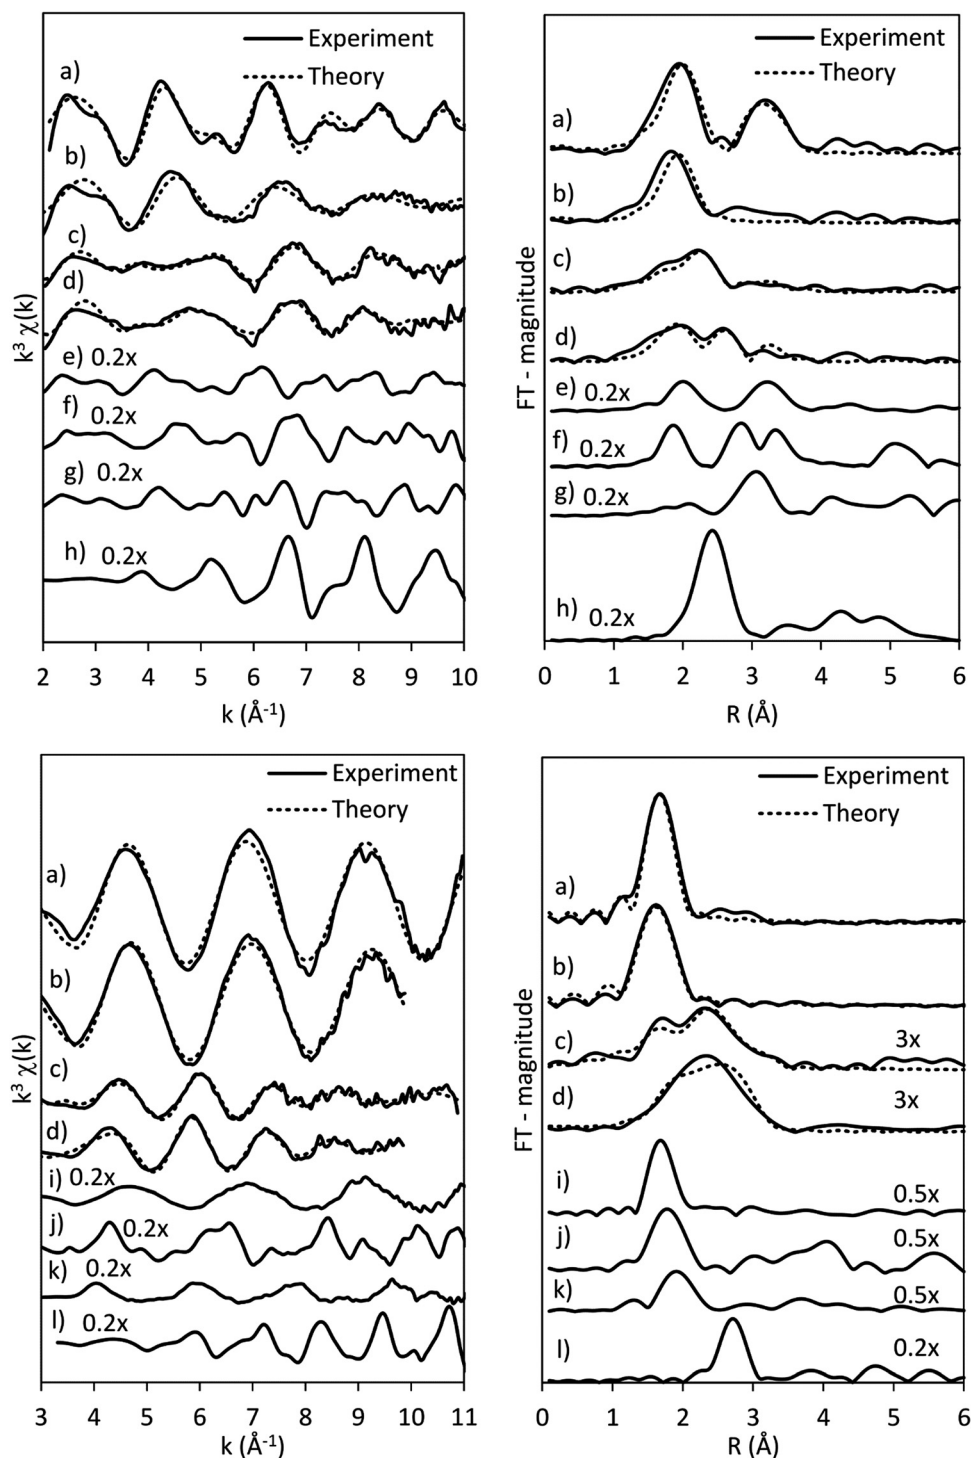 Experiment
Theory
a)
b)
c)
d)
e) 0.2x
f) 0.2x
g) 0.2x
h) 0.2x
k³ χ(k)
2 3 4 5 6 7 8 9 10
k (Å⁻¹)
Experiment
Theory
a)
b)
c)
d)
e) 0.2x
f) 0.2x
g) 0.2x
h) 0.2x
FT - magnitude
0 1 2 3 4 5 6
R (Å)
Experiment
Theory
a)
b)
c)
d)
i) 0.2x
j) 0.2x
k) 0.2x
l) 0.2x
k³ χ(k)
3 4 5 6 7 8 9 10 11
k (Å⁻¹)
Experiment
Theory
a)
b)
c) 3x
d) 3x
i) 0.5x
j) 0.5x
k) 0.5x
l) 0.2x
FT - magnitude
0 1 2 3 4 5 6
R (Å)